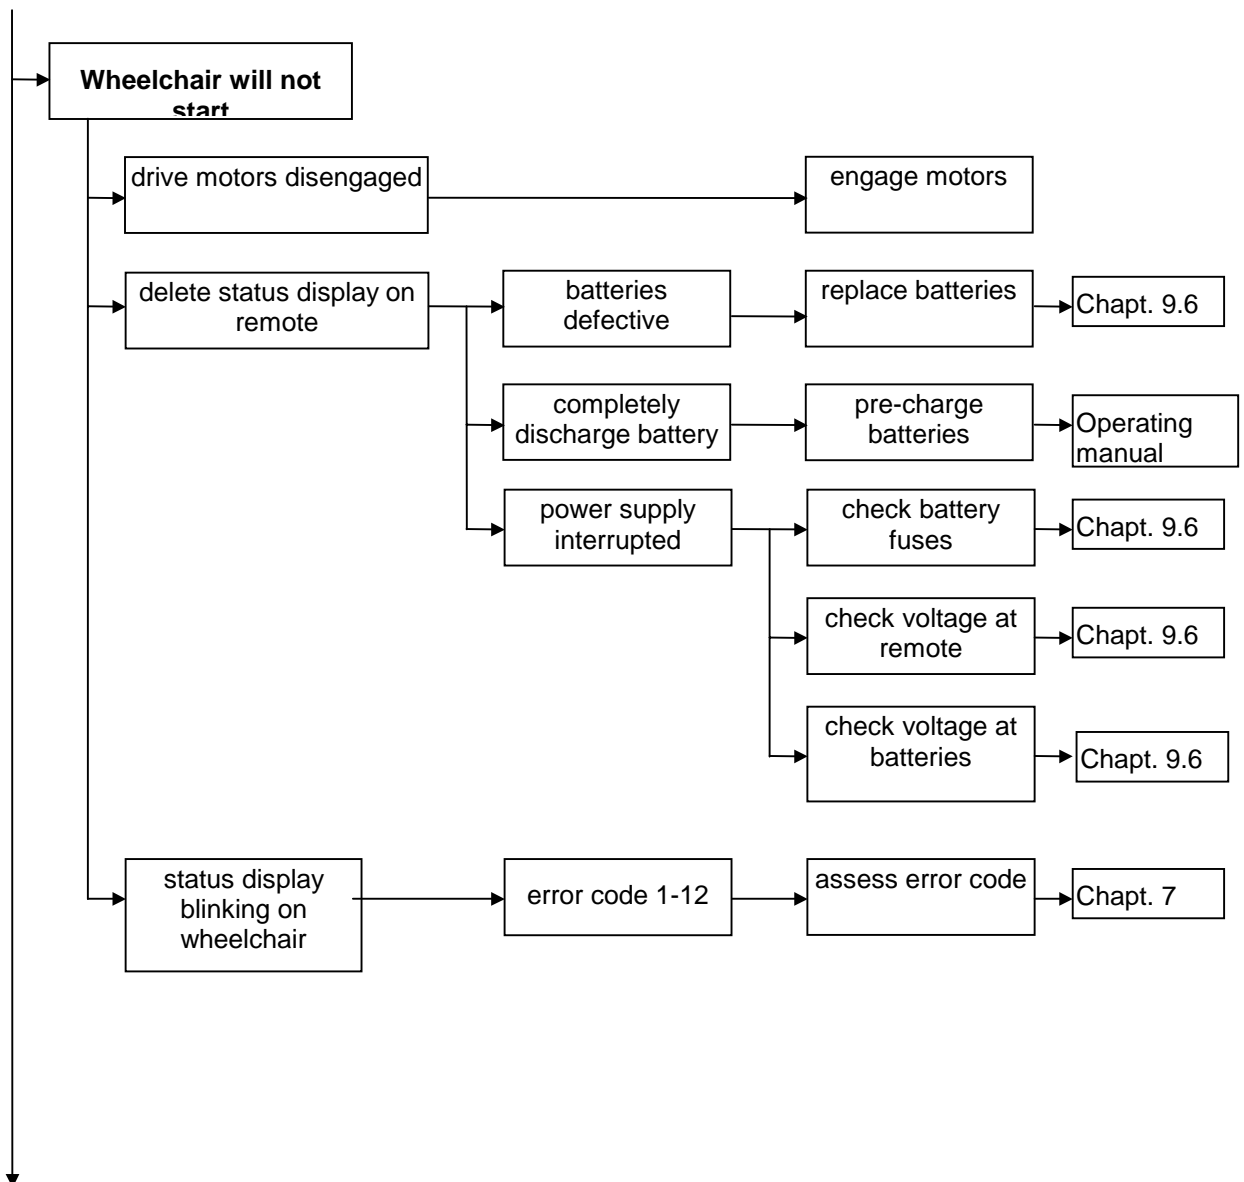 Wheelchair will not
start
drive motors disengaged
engage motors
delete status display on
remote
batteries
defective
replace batteries
Chapt. 9.6
completely
discharge battery
pre-charge
batteries
Operating
manual
power supply
interrupted
check battery
fuses
Chapt. 9.6
check voltage at
remote
Chapt. 9.6
check voltage at
batteries
Chapt. 9.6
status display
blinking on
wheelchair
error code 1-12
assess error code
Chapt. 7